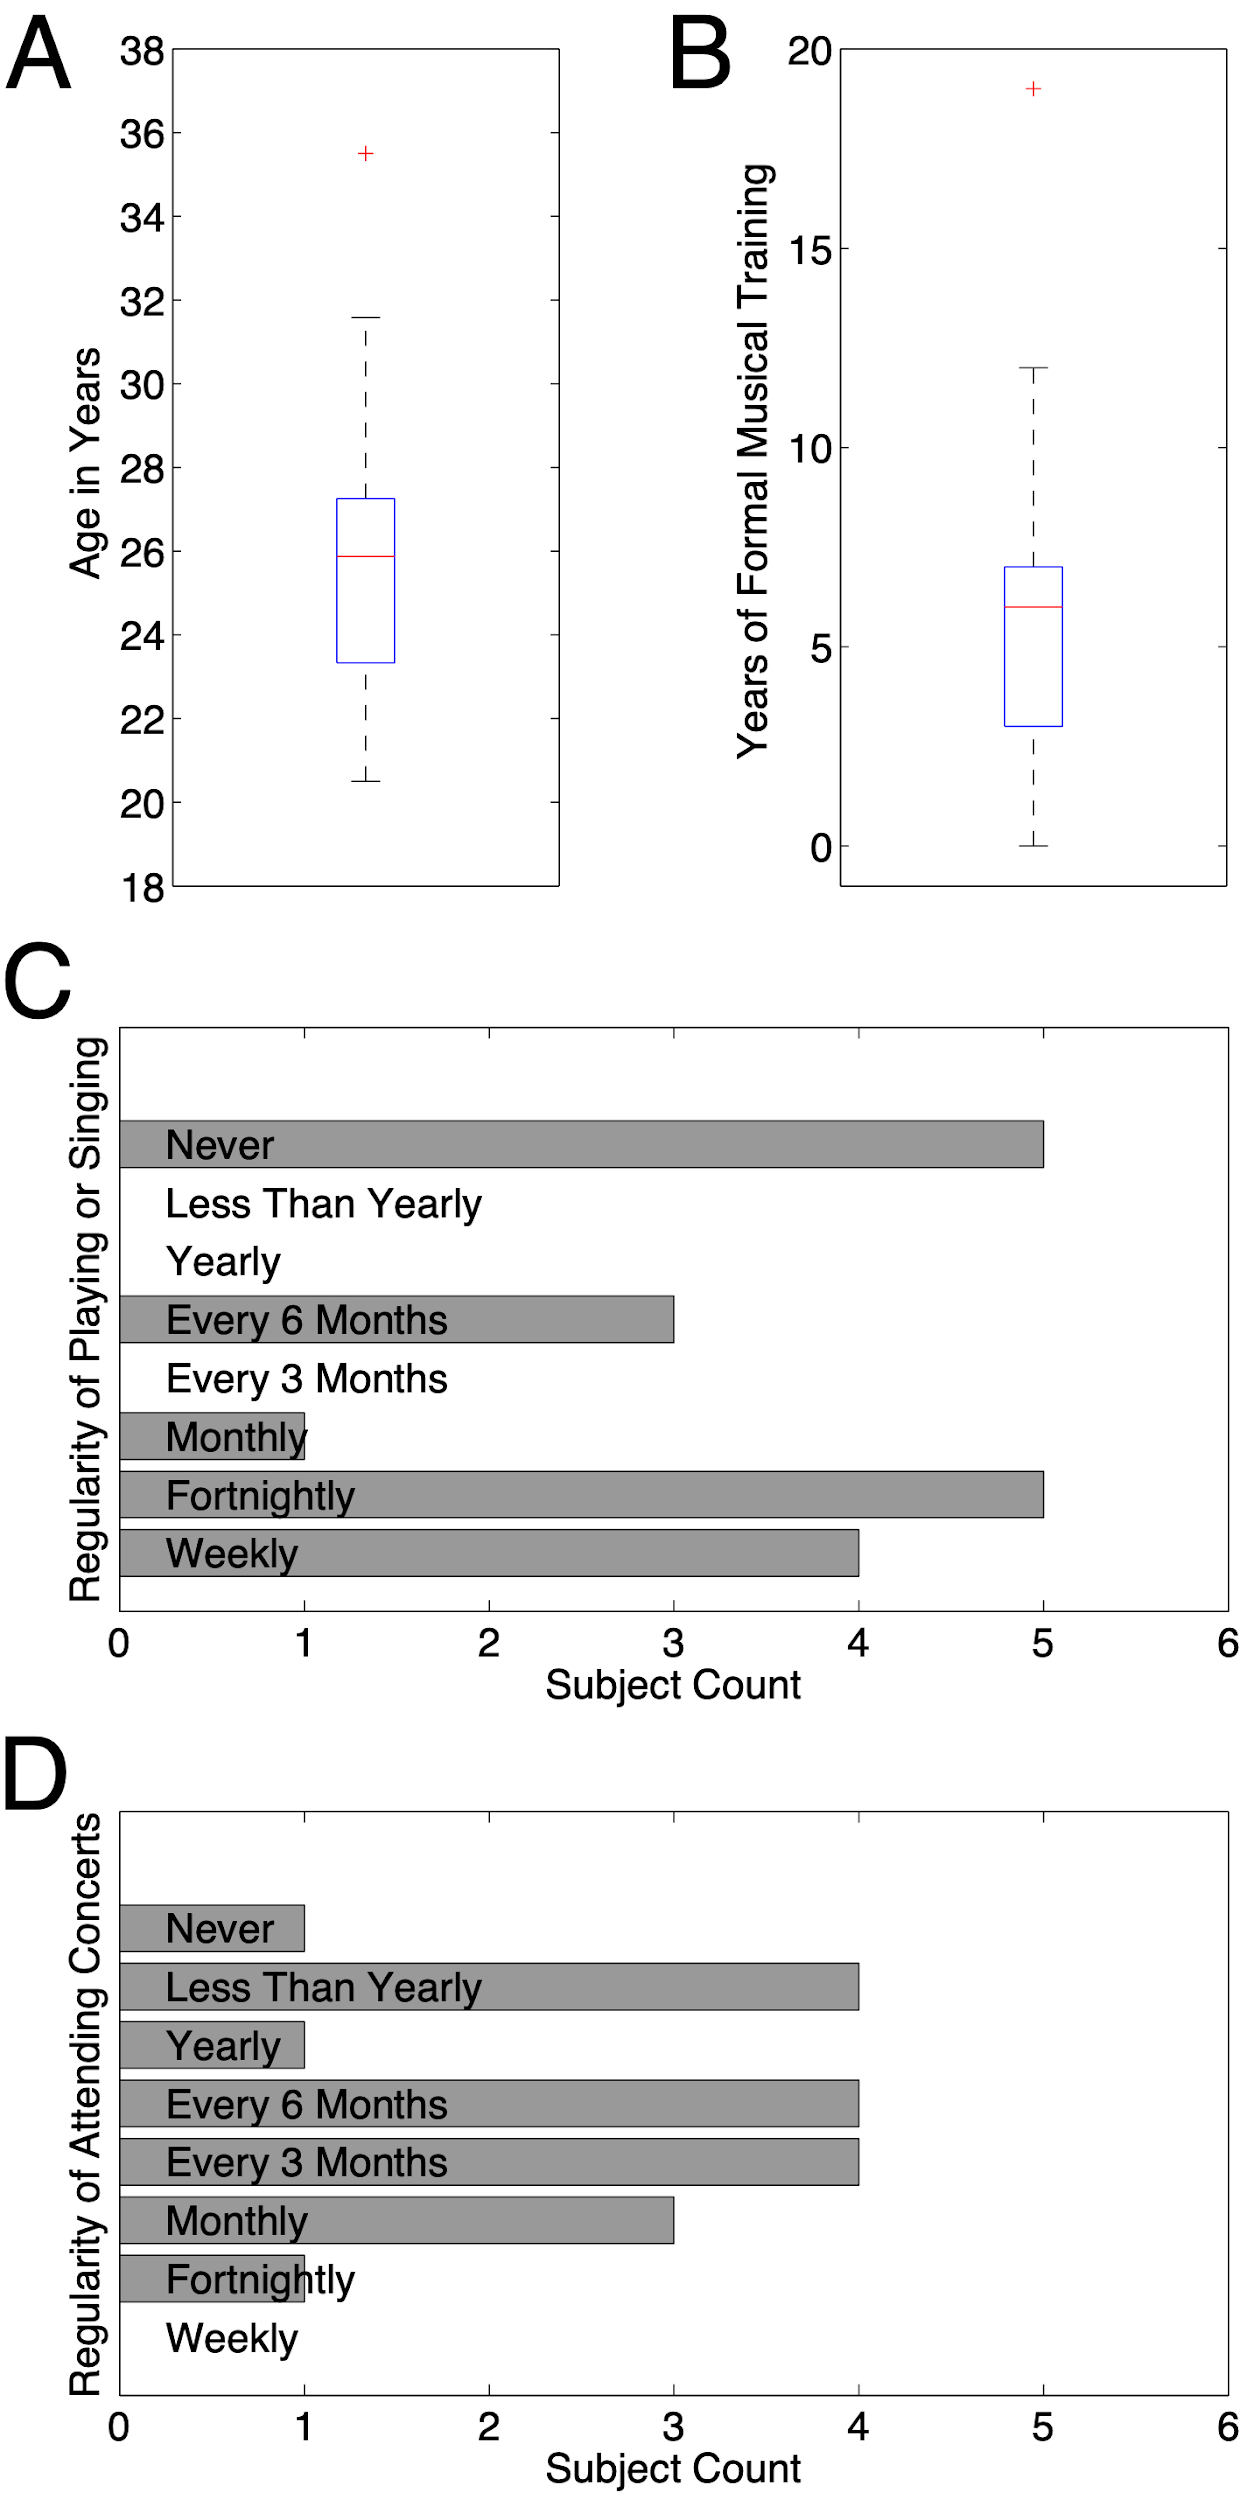 A
38
36
34
32
30
28
26
24
22
20
18
Age in Years
B
20
15
10
5
0
Years of Formal Musical Training
C
Regularity of Playing or Singing
Never
Less Than Yearly
Yearly
Every 6 Months
Every 3 Months
Monthly
Fortnightly
Weekly
0 1 2 3 4 5 6
Subject Count
D
Regularity of Attending Concerts
Never
Less Than Yearly
Yearly
Every 6 Months
Every 3 Months
Monthly
Fortnightly
Weekly
0 1 2 3 4 5 6
Subject Count